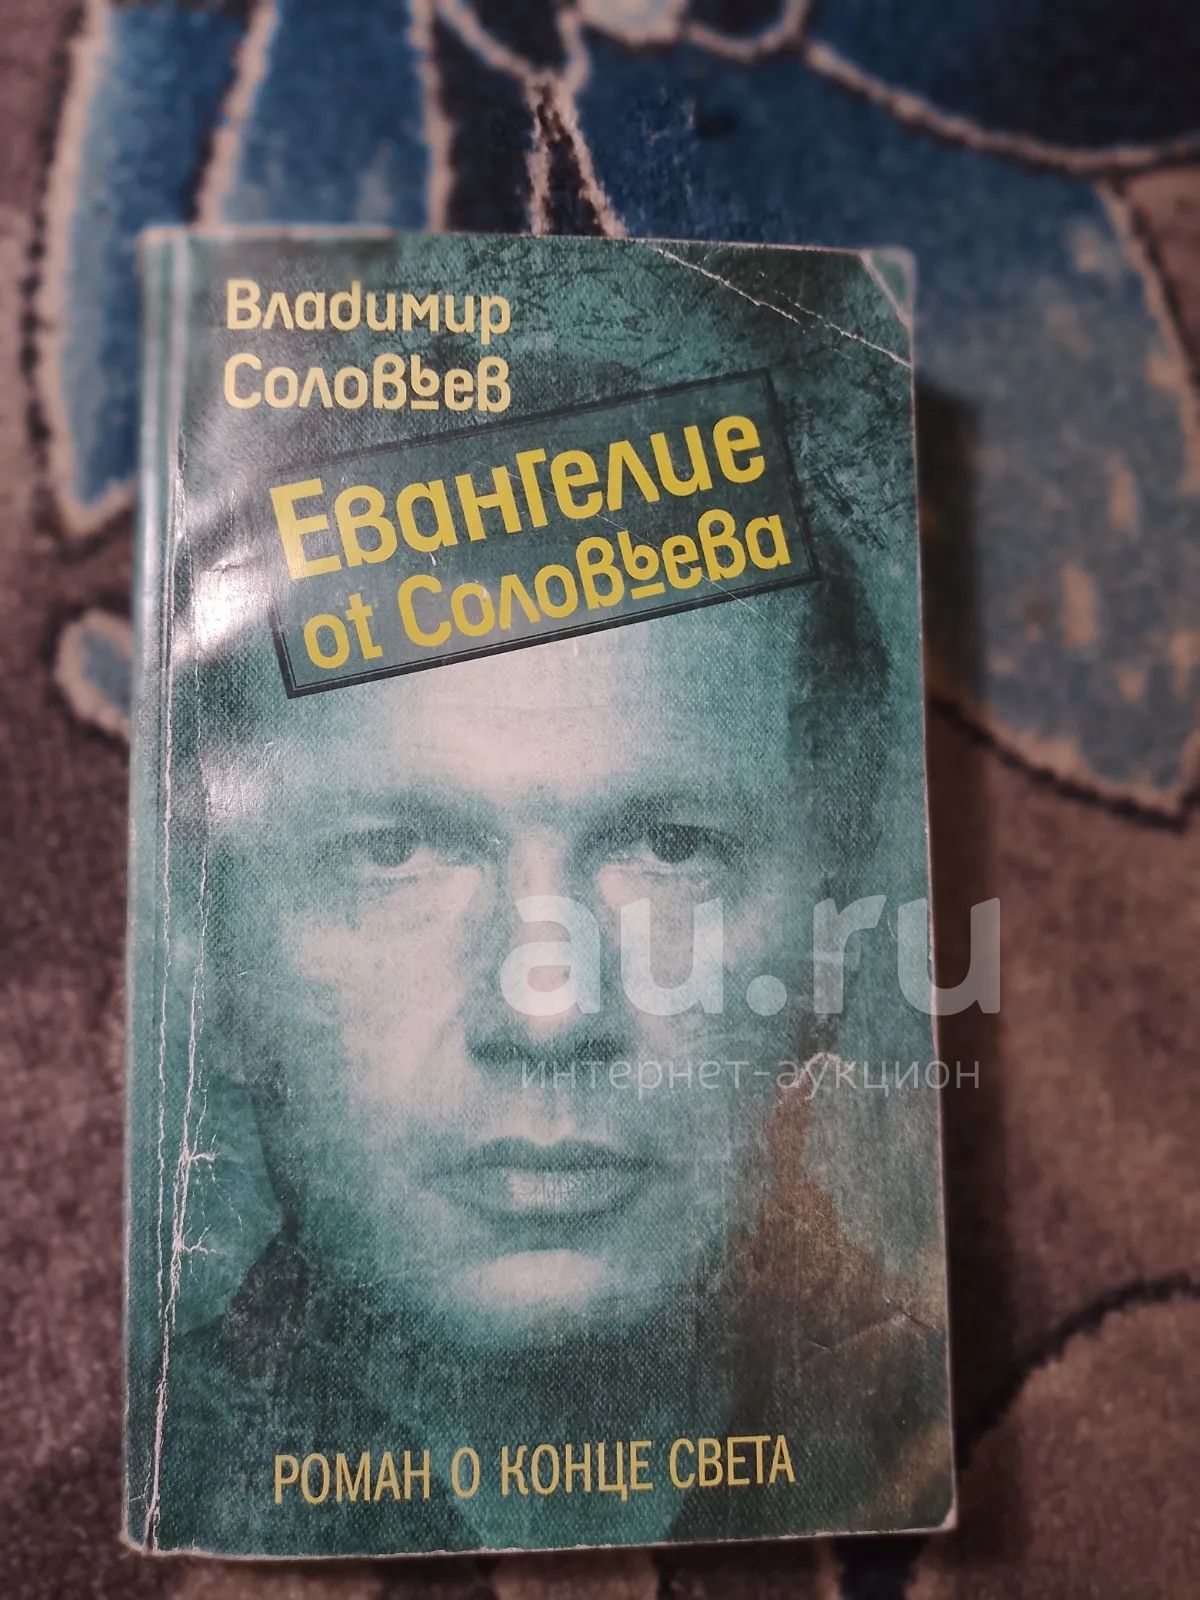 Владимир
Соловьев
Евангелие
от Соловьева
au.ru
интернет-аукцион
РОМАН О КОНЦЕ СВЕТА